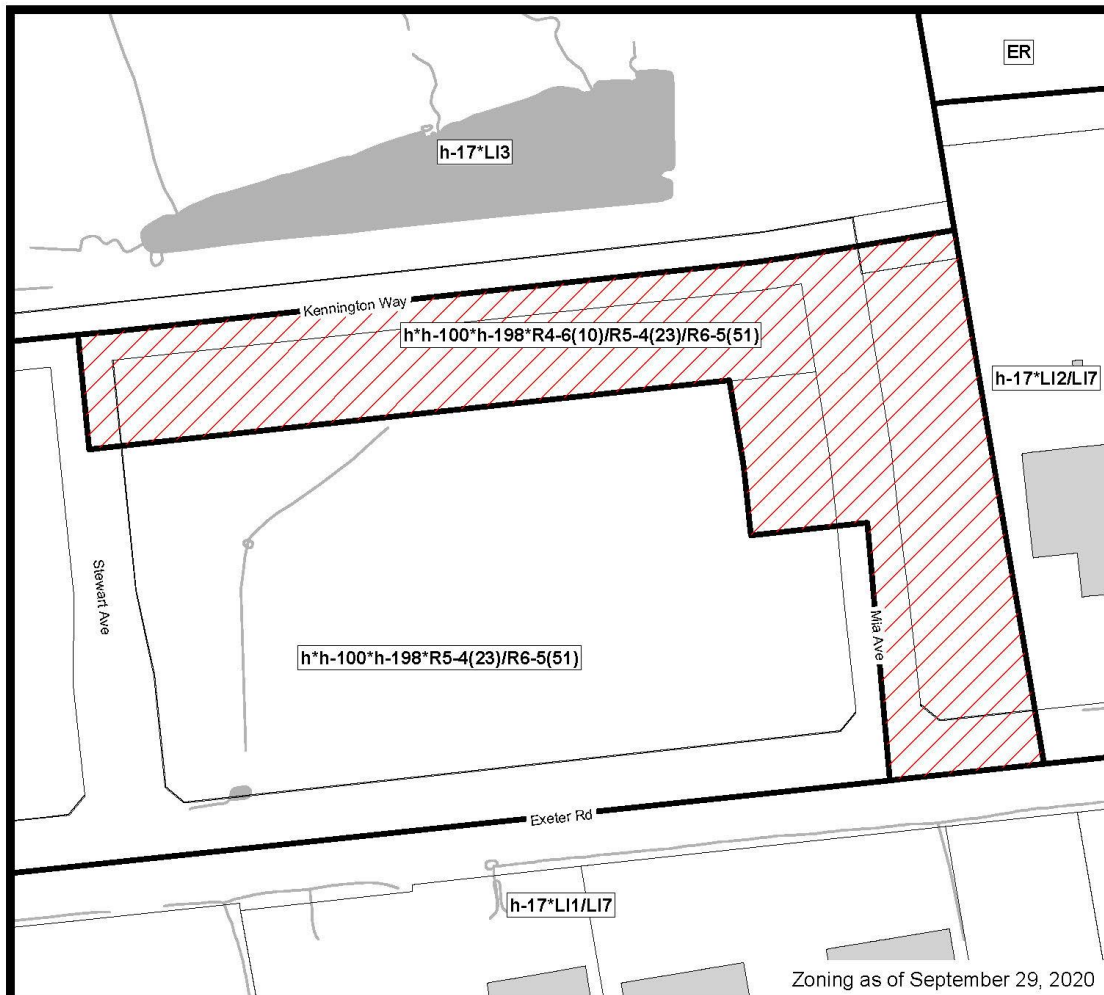 ER
h-17*LI3
Kennington Way
h*h-100*h-198*R4-6(10)/R5-4(23)/R6-5(51)
h-17*LI2/LI7
Stewart Ave
Mia Ave
h*h-100*h-198*R5-4(23)/R6-5(51)
Exeter Rd
h-17*LI1/LI7
Zoning as of September 29, 2020